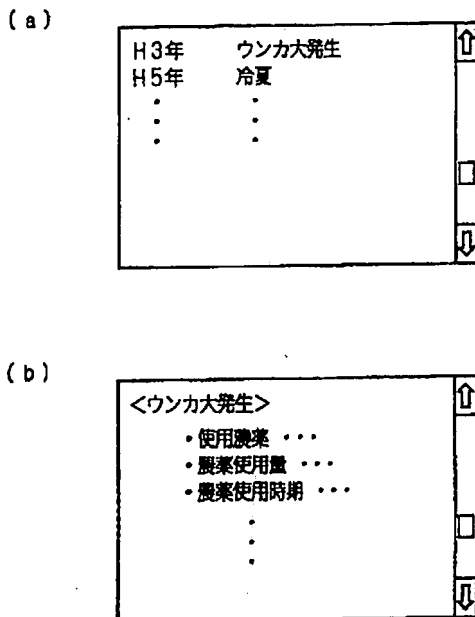 (a)
H3年 ウンカ大発生
H5年 冷夏
・ ・
・ ・
・ ・
(b)
<ウンカ大発生>
・使用農薬 ・・・
・農薬使用量 ・・・
・農薬使用時期 ・・・
・
・
・